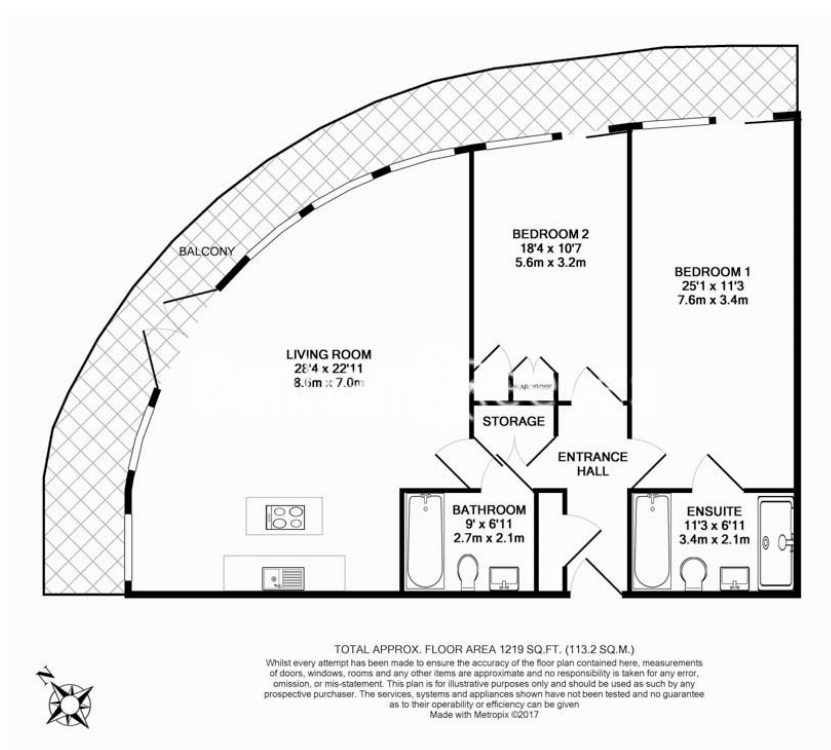 BALCONY
BEDROOM 2
18'4 x 10'7
5.6m x 3.2m
BEDROOM 1
25'1 x 11'3
7.6m x 3.4m
LIVING ROOM
28'4 x 22'11
8.6m x 7.0m
WARDROBE
STORAGE
ENTRANCE
HALL
BATHROOM
9' x 6'11
2.7m x 2.1m
ENSUITE
11'3 x 6'11
3.4m x 2.1m
TOTAL APPROX. FLOOR AREA 1219 SQ.FT. (113.2 SQ.M.)
Whilst every attempt has been made to ensure the accuracy of the floor plan contained here, measurements
of doors, windows, rooms and any other items are approximate and no responsibility is taken for any error,
omission, or mis-statement. This plan is for illustrative purposes only and should be used as such by any
prospective purchaser. The services, systems and appliances shown have not been tested and no guarantee
as to their operability or efficiency can be given
Made with Metropix ©2017
N